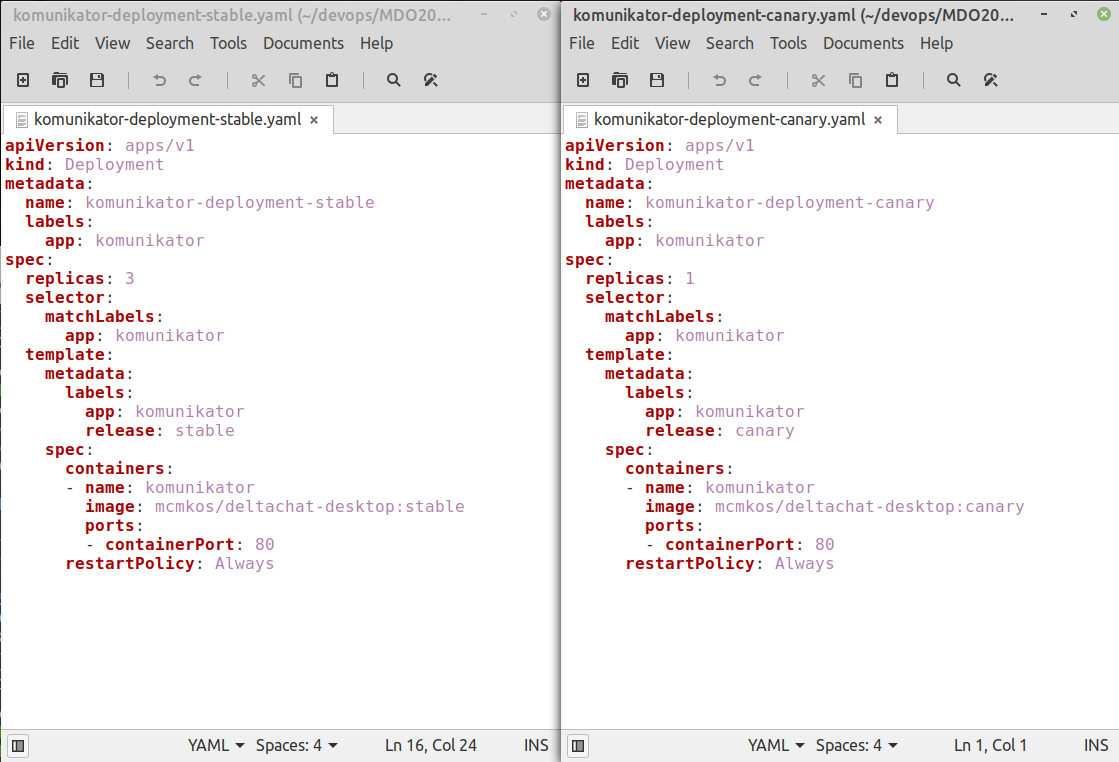 komunikator-deployment-stable.yaml (~/devops/MDO20...
File Edit View Search Tools Documents Help
komunikator-deployment-stable.yaml
apiVersion: apps/v1
kind: Deployment
metadata:
  name: komunikator-deployment-stable
  labels:
    app: komunikator
spec:
  replicas: 3
  selector:
    matchLabels:
      app: komunikator
  template:
    metadata:
      labels:
        app: komunikator
        release: stable
    spec:
      containers:
      - name: komunikator
        image: mcmkos/deltachat-desktop:stable
        ports:
        - containerPort: 80
      restartPolicy: Always
YAML Spaces: 4 Ln 16, Col 24 INS
komunikator-deployment-canary.yaml (~/devops/MDO20...
File Edit View Search Tools Documents Help
komunikator-deployment-canary.yaml
apiVersion: apps/v1
kind: Deployment
metadata:
  name: komunikator-deployment-canary
  labels:
    app: komunikator
spec:
  replicas: 1
  selector:
    matchLabels:
      app: komunikator
  template:
    metadata:
      labels:
        app: komunikator
        release: canary
    spec:
      containers:
      - name: komunikator
        image: mcmkos/deltachat-desktop:canary
        ports:
        - containerPort: 80
      restartPolicy: Always
YAML Spaces: 4 Ln 1, Col 1 INS